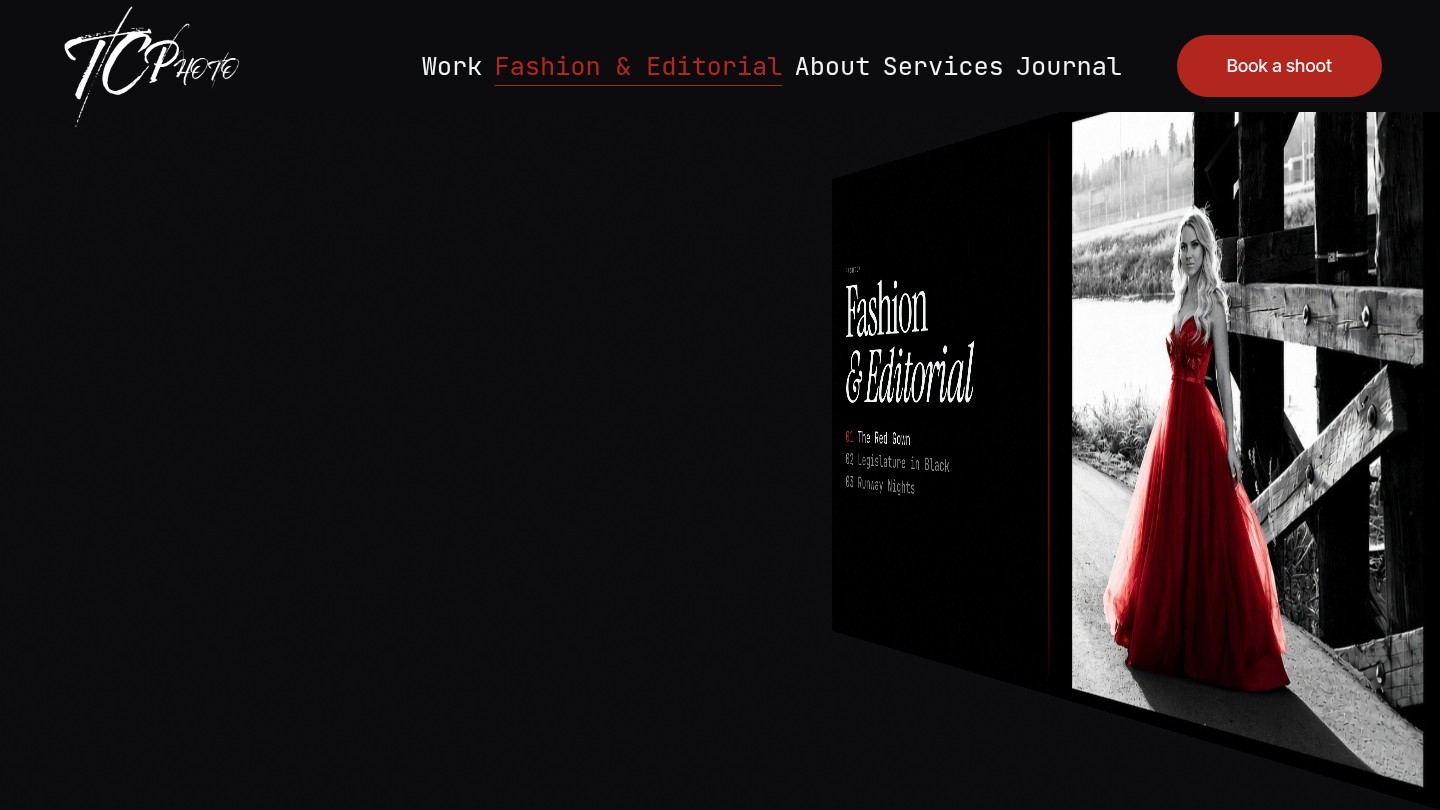 TCPHOTO
Work Fashion & Editorial About Services Journal
Book a shoot
Fashion
& Editorial
01 The Red Gown
02 Legislature in Black
03 Runway Nights